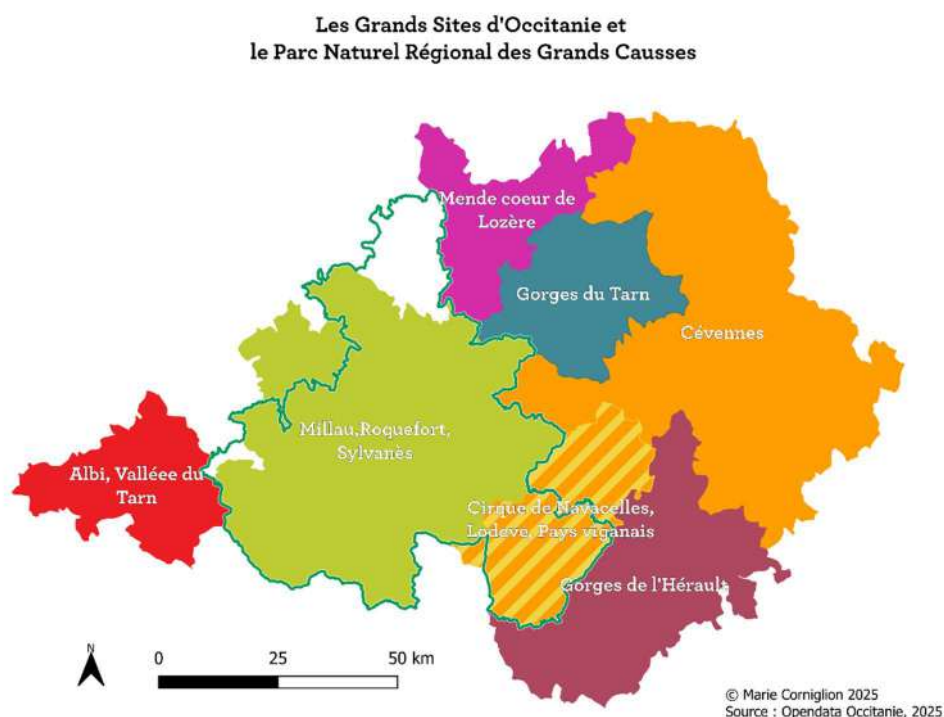 Les Grands Sites d'Occitanie et
le Parc Naturel Régional des Grands Causses
Mende coeur de
Lozère
Gorges du Tarn
Cévennes
Millau,Roquefort,
Sylvanès
Albi, Valléee du
Tarn
Cirque de Navacelles,
Lodève, Pays viganais
Gorges de l'Hérault
N
0 25 50 km
© Marie Corniglion 2025
Source : Opendata Occitanie, 2025